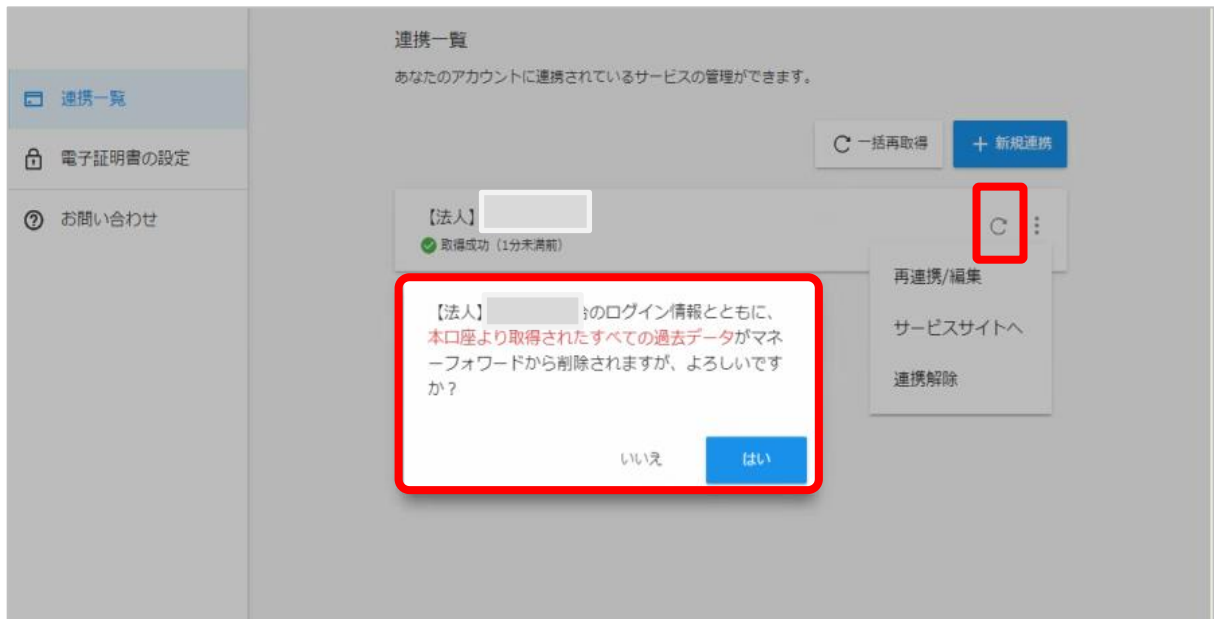 連携一覧
あなたのアカウントに連携されているサービスの管理ができます。
連携一覧
電子証明書の設定
お問い合わせ
一括再取得
＋ 新規連携
【法人】
取得成功（1分未満前）
再連携/編集
サービスサイトへ
連携解除
【法人】 のログイン情報とともに、
本口座より取得されたすべての過去データがマネ
ーフォワードから削除されますが、よろしいです
か？
いいえ
はい